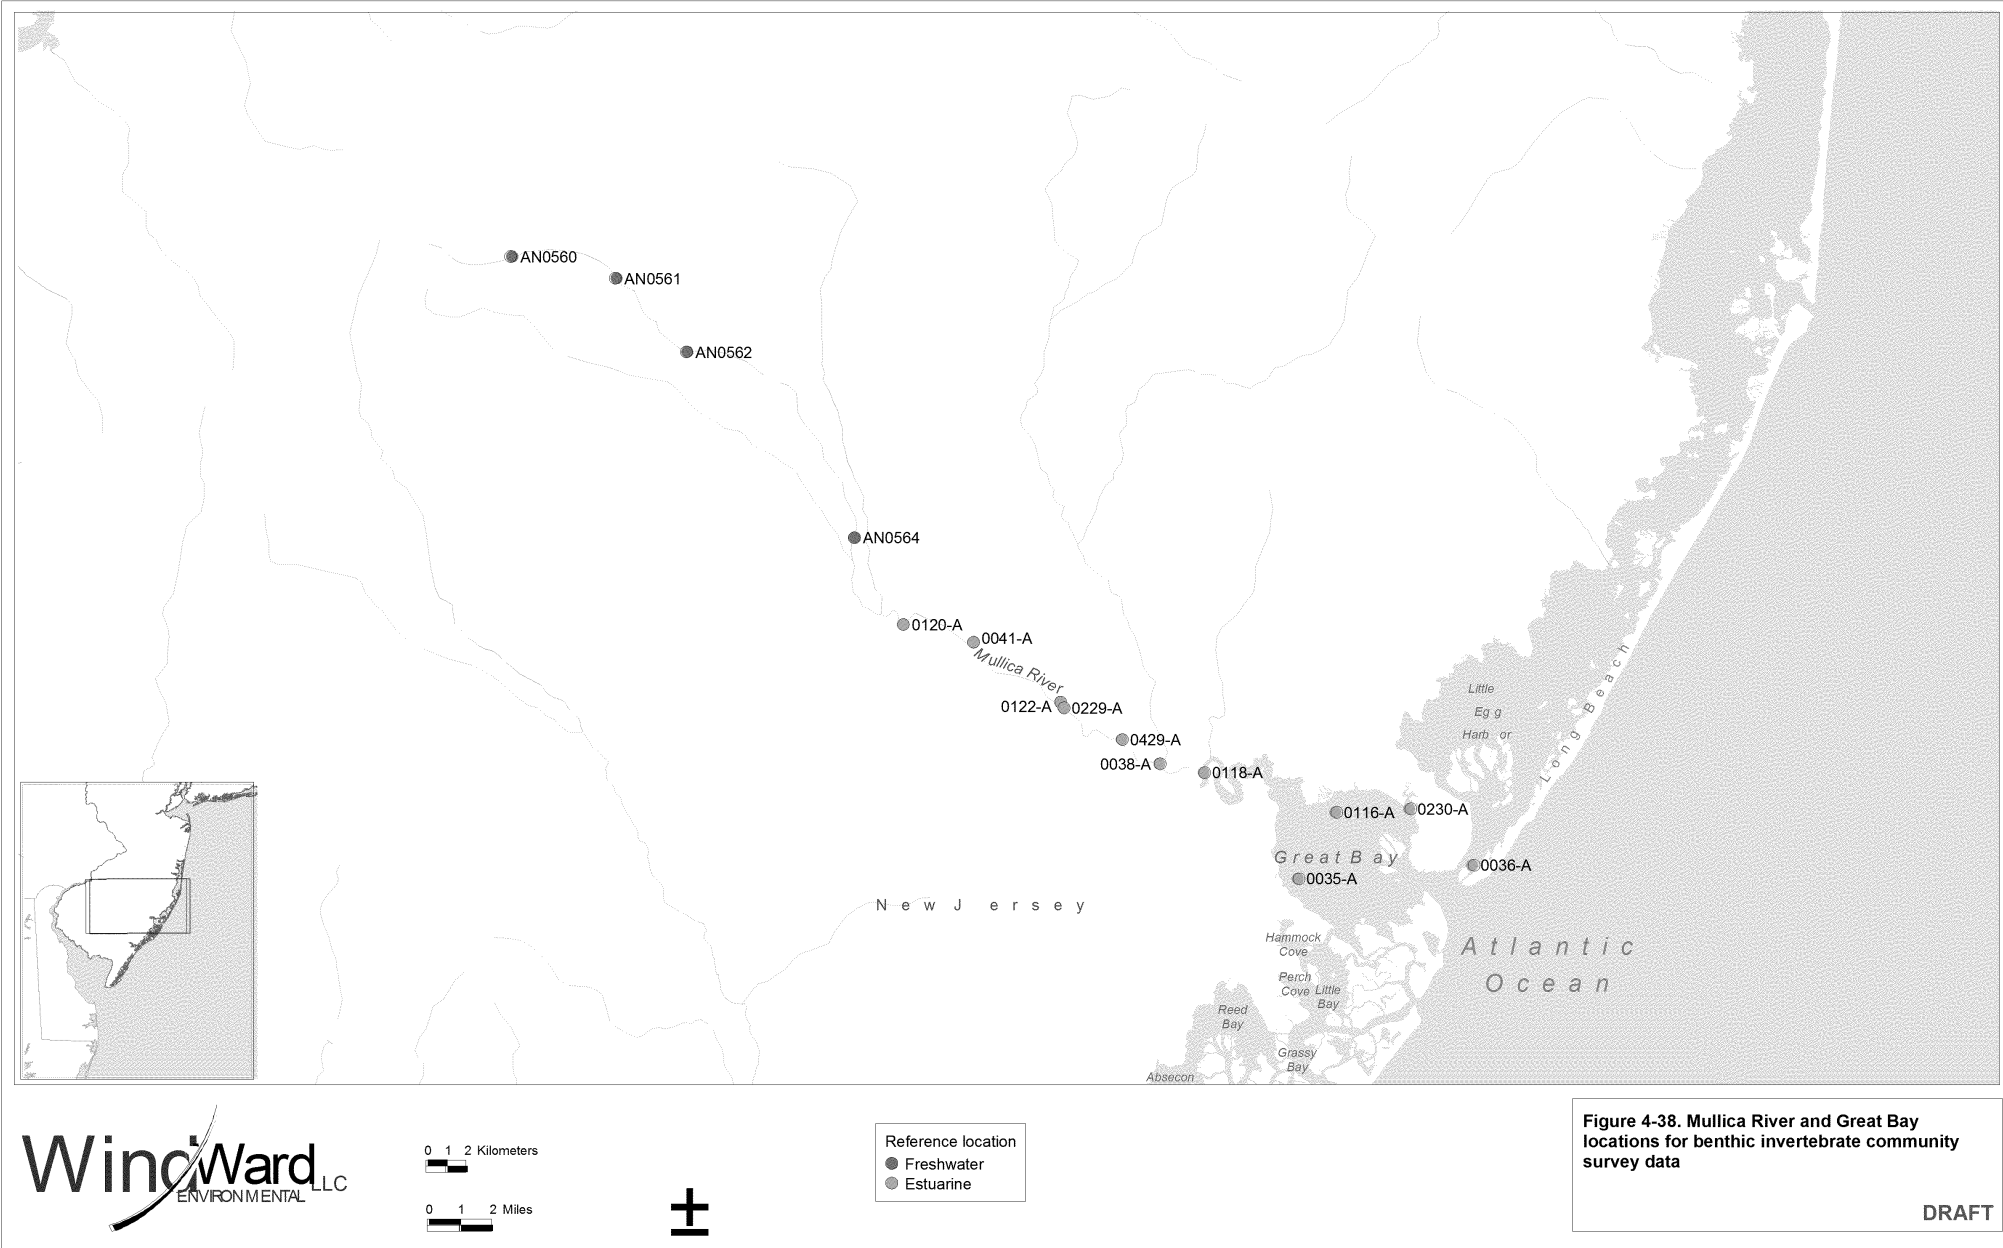 AN0560
AN0561
AN0562
AN0564
0120-A
0041-A
Mullica River
0122-A
0229-A
0429-A
0038-A
0118-A
0116-A
0230-A
0036-A
0035-A
Little
Egg
Harbor
Long Beach
Great Bay
New Jersey
Atlantic
Ocean
Hammock
Cove
Perch
Cove
Little
Bay
Reed
Bay
Grassy
Bay
Absecon
WindWard
ENVIRONMENTAL LLC
0 1 2 Kilometers
0 1 2 Miles
Reference location
Freshwater
Estuarine
Figure 4-38. Mullica River and Great Bay
locations for benthic invertebrate community
survey data
DRAFT